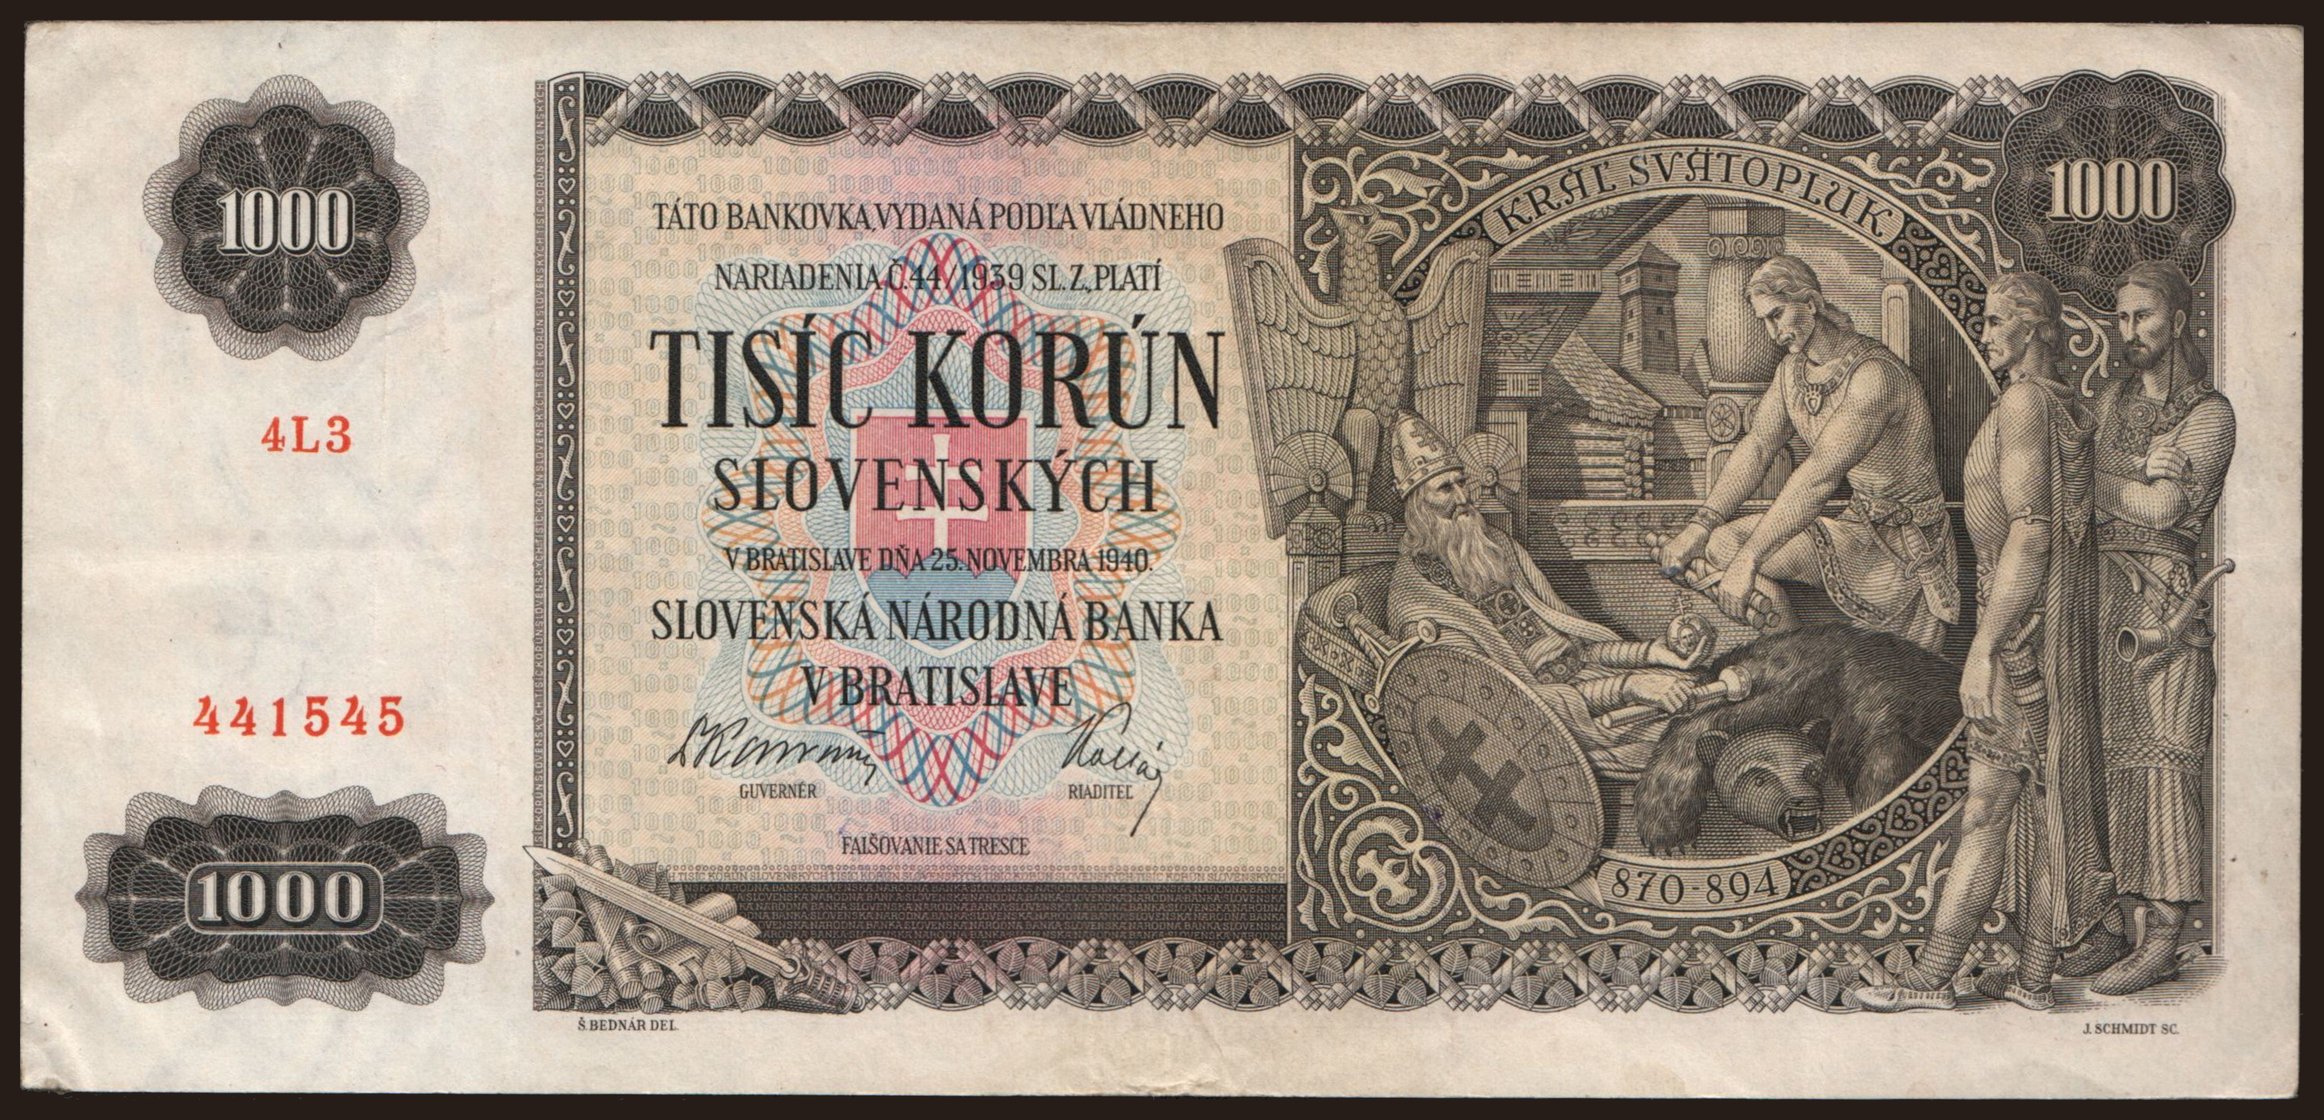 1000
4L3
441545
1000
TÁTO BANKOVKA, VYDANÁ PODĽA VLÁDNEHO
NARIADENIA Č. 44/1939 SL. Z., PLATÍ
TISÍC KORÚN
SLOVENSKÝCH
V BRATISLAVE DŇA 25. NOVEMBRA 1940.
SLOVENSKÁ NÁRODNÁ BANKA
V BRATISLAVE
GUVERNÉR
RIADITEĽ
FALŠOVANIE SA TRESCE
KRÁĽ SVÄTOPLUK
1000
870-894
Š. BEDNÁR DEL.
J. SCHMIDT SC.